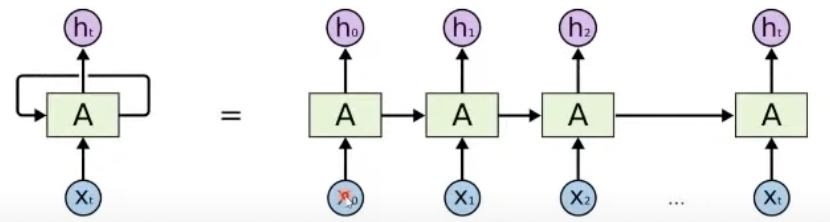 hₜ h₀ h₁ h₂ hₜ
A = A A A A
xₜ x₁ x₂ ... xₜ